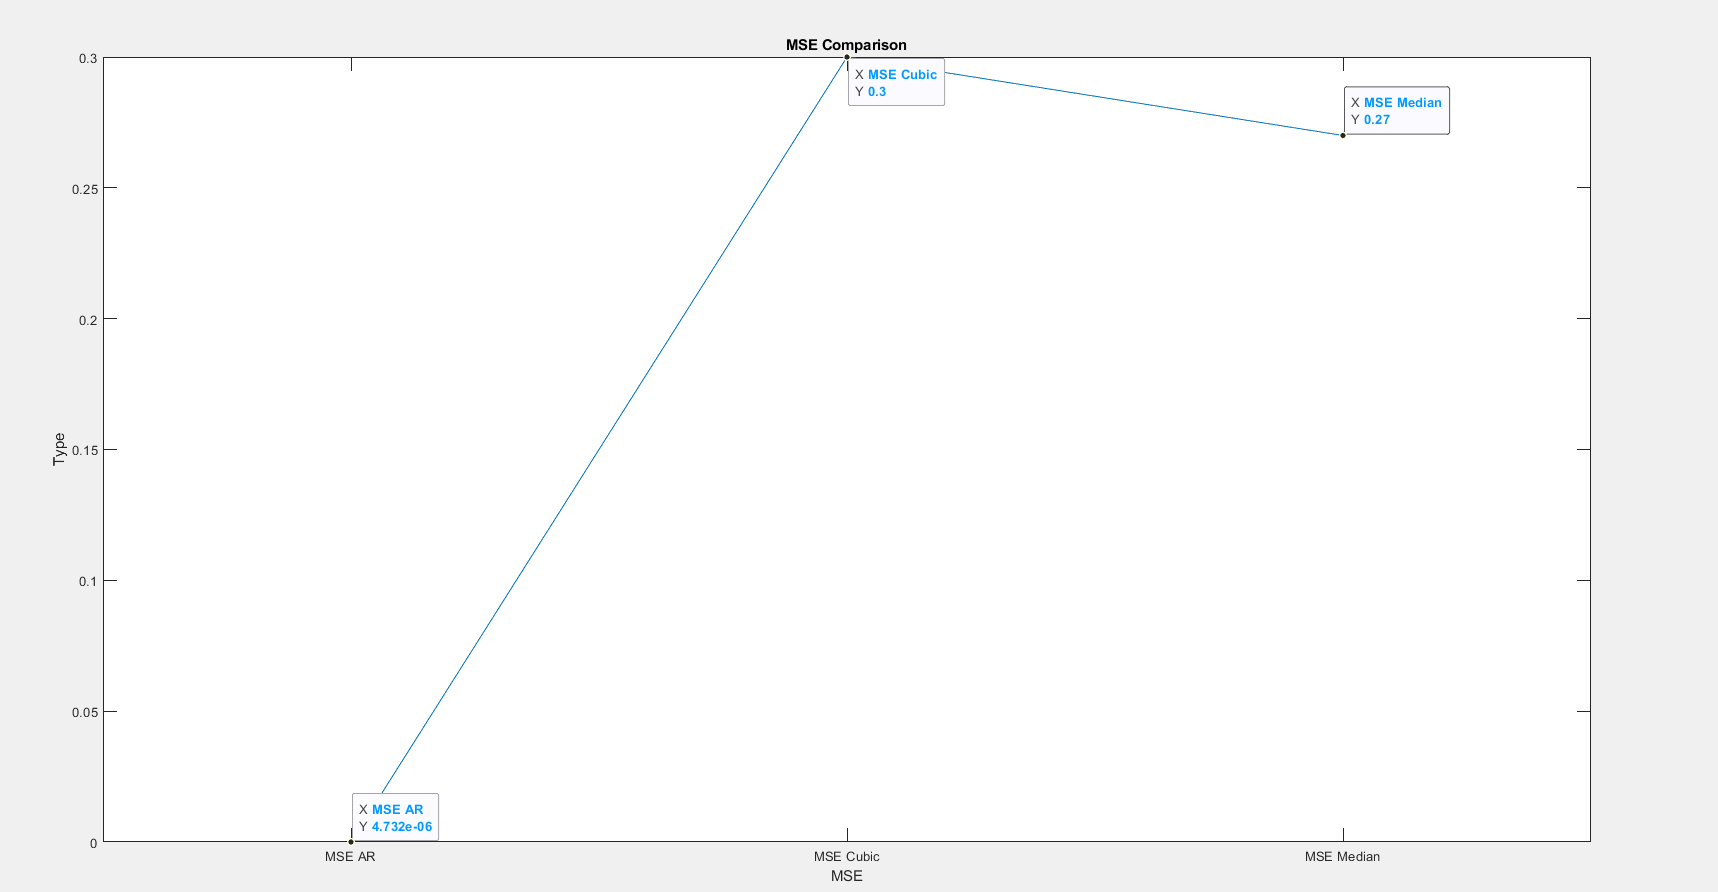 MSE Comparison
0.3
X MSE Cubic
Y 0.3
X MSE Median
Y 0.27
0.25
0.2
Type
0.15
0.1
0.05
X MSE AR
Y 4.732e-06
0
MSE AR
MSE Cubic
MSE Median
MSE